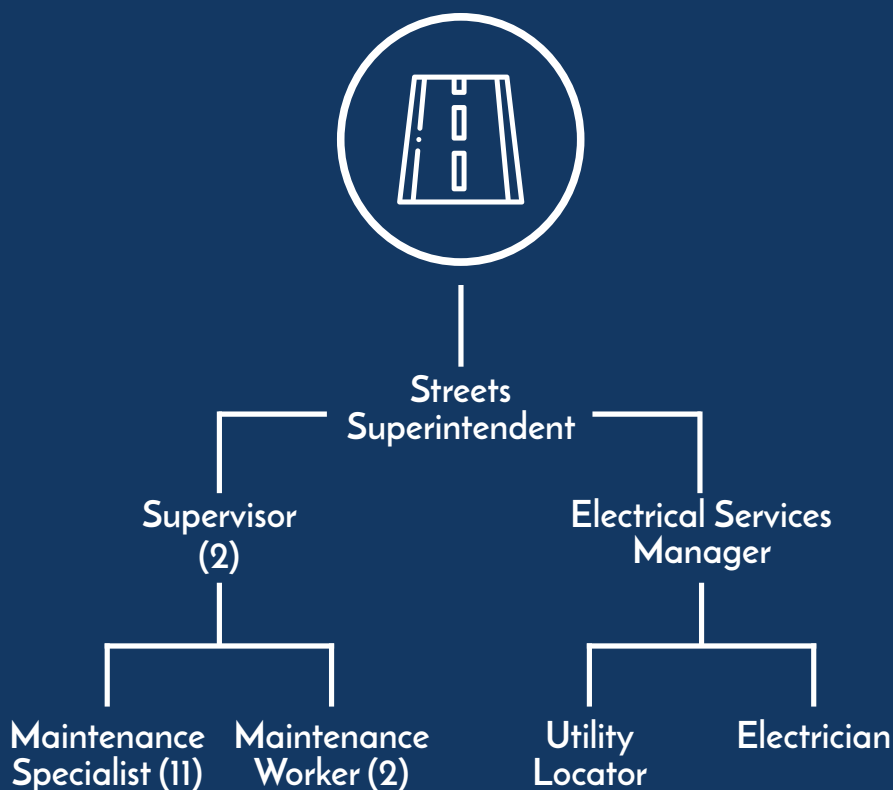 Streets
Superintendent
Supervisor
(2)
Electrical Services
Manager
Maintenance
Specialist (11)
Maintenance
Worker (2)
Utility
Locator
Electrician